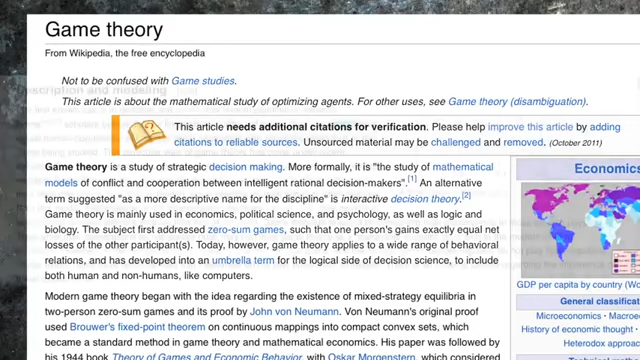 Game theory
From Wikipedia, the free encyclopedia
Not to be confused with Game studies.
This article is about the mathematical study of optimizing agents. For other uses, see Game theory (disambiguation).
This article needs additional citations for verification. Please help improve this article by adding
citations to reliable sources. Unsourced material may be challenged and removed. (October 2011)
Game theory is a study of strategic decision making. More formally, it is "the study of mathematical
models of conflict and cooperation between intelligent rational decision-makers".[1] An alternative
term suggested "as a more descriptive name for the discipline" is interactive decision theory.[2]
Game theory is mainly used in economics, political science, and psychology, as well as logic and
biology. The subject first addressed zero-sum games, such that one person's gains exactly equal net
losses of the other participant(s). Today, however, game theory applies to a wide range of behavioral
relations, and has developed into an umbrella term for the logical side of decision science, to include
both human and non-humans, like computers.
Modern game theory began with the idea regarding the existence of mixed-strategy equilibria in
two-person zero-sum games and its proof by John von Neumann. Von Neumann's original proof
used Brouwer's fixed-point theorem on continuous mappings into compact convex sets, which
became a standard method in game theory and mathematical economics. His paper was followed by
his 1944 book Theory of Games and Economic Behavior, with Oskar Morgenstern, which considered
Economics
GDP per capita by country (Wo
General classificat
Microeconomics · Macroe
History of economic thought ·
Heterodox
Technical metho